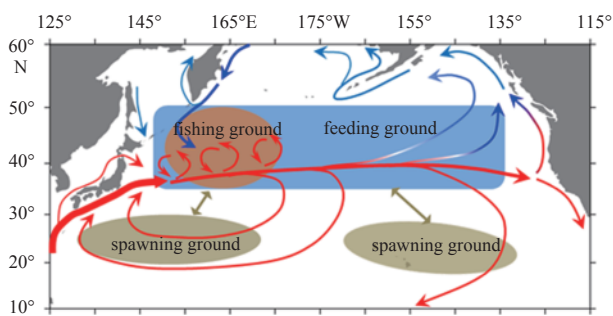 125° 145° 165°E 175°W 155° 135° 115°
60°
N
50°
fishing ground feeding ground
40°
30°
spawning ground spawning ground
20°
10°